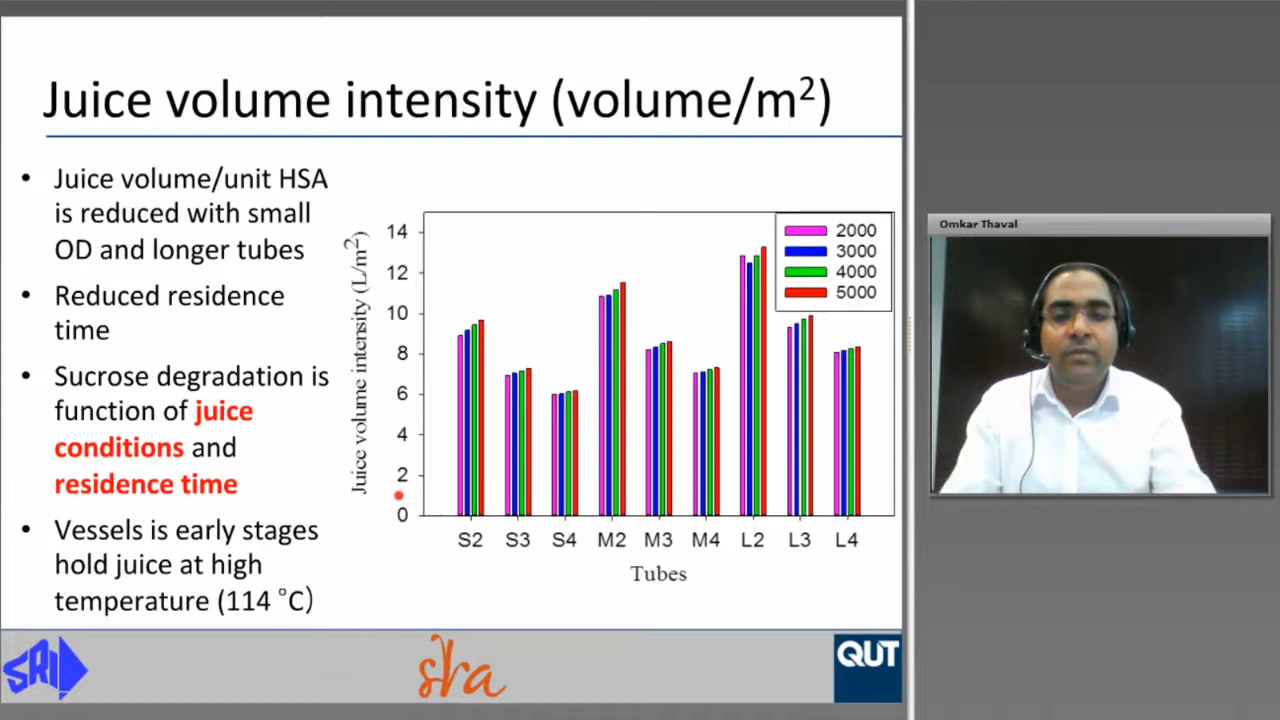 Juice volume intensity (volume/m²)
• Juice volume/unit HSA
is reduced with small
OD and longer tubes
• Reduced residence
time
• Sucrose degradation is
function of juice
conditions and
residence time
• Vessels is early stages
hold juice at high
temperature (114 °C)
Juice volume intensity (L/m²)
14
12
10
8
6
4
2
0
2000
3000
4000
5000
S2 S3 S4 M2 M3 M4 L2 L3 L4
Tubes
SRI
sra
QUT
Omkar Thaval